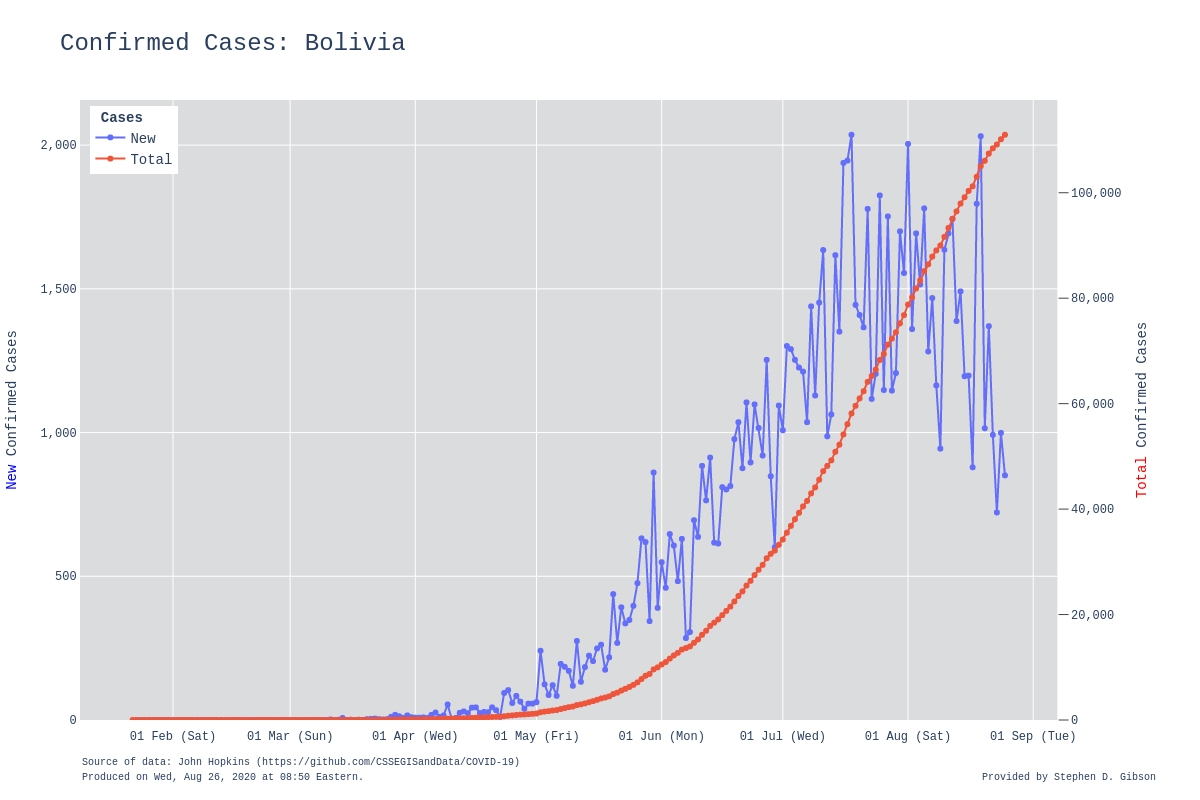 Confirmed Cases: Bolivia
Cases
New
Total
2,000
1,500
1,000
500
0
100,000
80,000
60,000
40,000
20,000
0
New Confirmed Cases
Total Confirmed Cases
01 Feb (Sat)
01 Mar (Sun)
01 Apr (Wed)
01 May (Fri)
01 Jun (Mon)
01 Jul (Wed)
01 Aug (Sat)
01 Sep (Tue)
Source of data: John Hopkins (https://github.com/CSSEGISandData/COVID-19)
Produced on Wed, Aug 26, 2020 at 08:50 Eastern.
Provided by Stephen D. Gibson